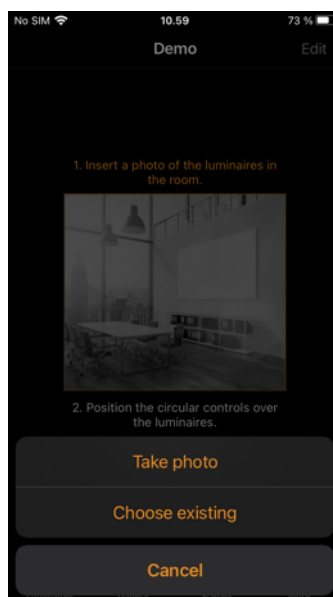 No SIM 10.59 73 %
Demo Edit
1. Insert a photo of the luminaires in
the room.
2. Position the circular controls over
the luminaires.
Take photo
Choose existing
Cancel